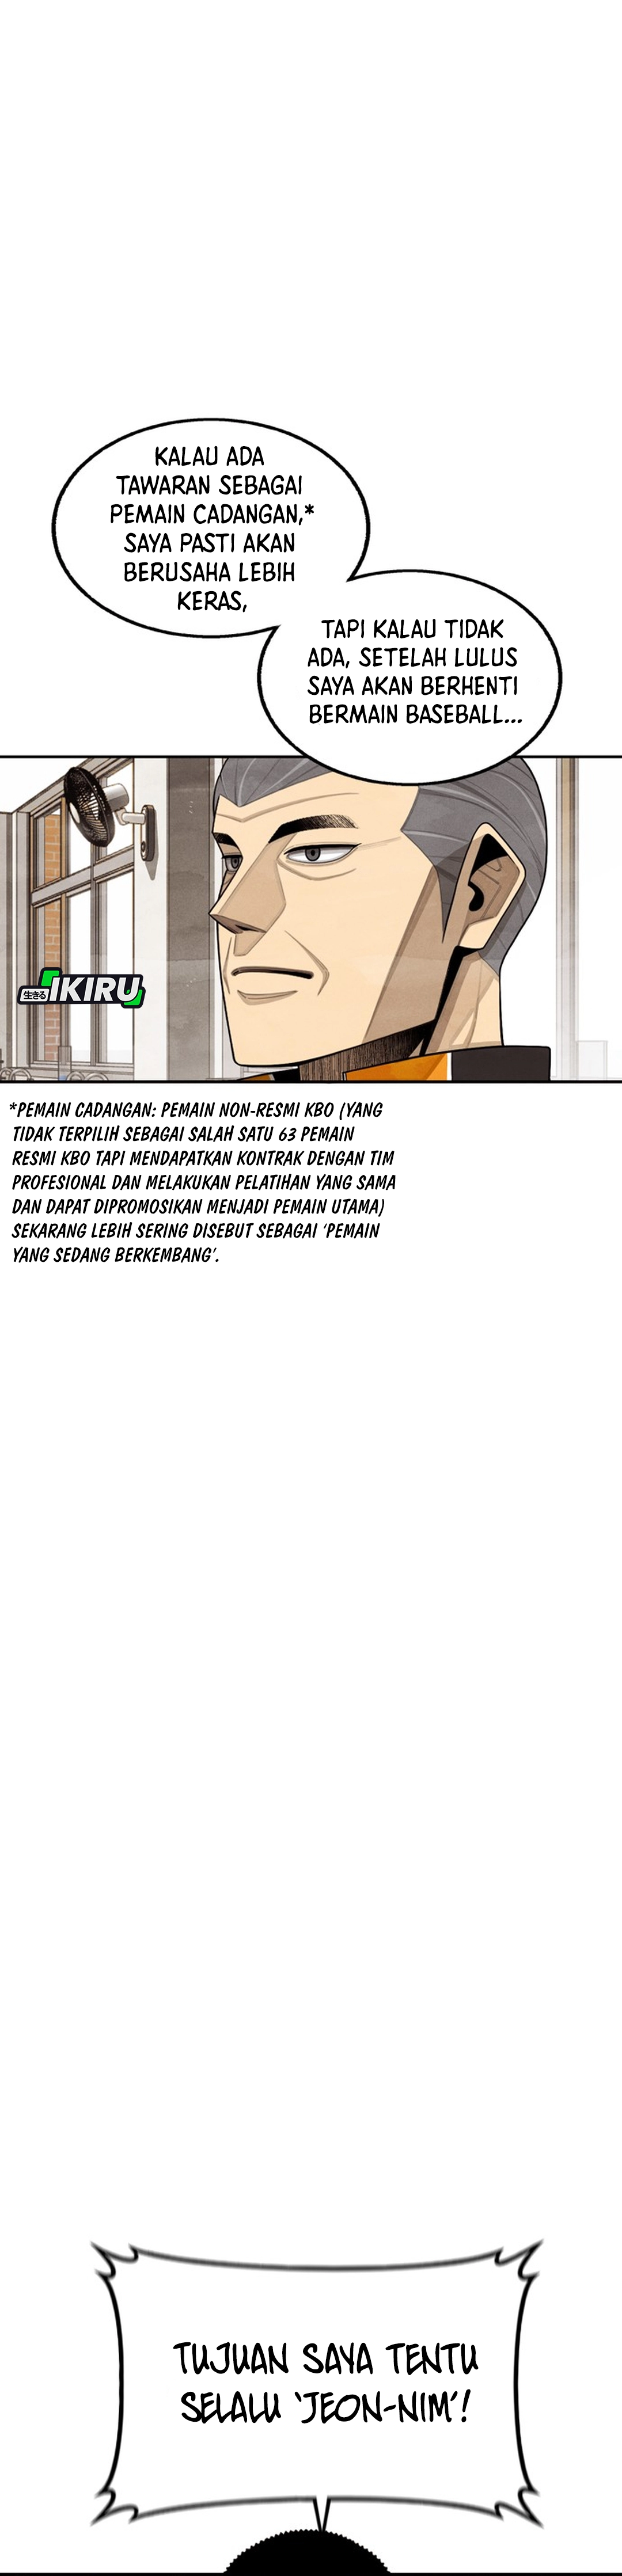 KALAU ADA
TAWARAN SEBAGAI
PEMAIN CADANGAN,*
SAYA PASTI AKAN
BERUSAHA LEBIH
KERAS,
TAPI KALAU TIDAK
ADA, SETELAH LULUS
SAYA AKAN BERHENTI
BERMAIN BASEBALL...
生きる IKIRU
*PEMAIN CADANGAN: PEMAIN NON-RESMI KBO (YANG
TIDAK TERPILIH SEBAGAI SALAH SATU 63 PEMAIN
RESMI KBO TAPI MENDAPATKAN KONTRAK DENGAN TIM
PROFESIONAL DAN MELAKUKAN PELATIHAN YANG SAMA
DAN DAPAT DIPROMOSIKAN MENJADI PEMAIN UTAMA)
SEKARANG LEBIH SERING DISEBUT SEBAGAI 'PEMAIN
YANG SEDANG BERKEMBANG'.
TUJUAN SAYA TENTU
SELALU 'JEON-NIM'!